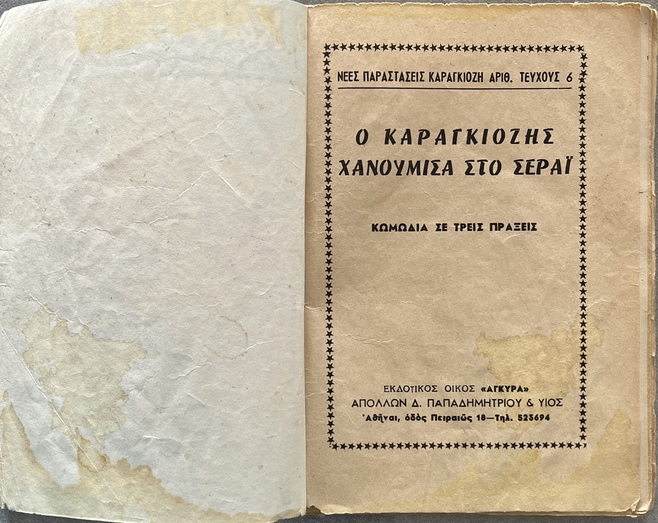 ΝΕΕΣ ΠΑΡΑΣΤΑΣΕΙΣ ΚΑΡΑΓΚΙΟΖΗ ΑΡΙΘ. ΤΕΥΧΟΥΣ 6
Ο ΚΑΡΑΓΚΙΟΖΗΣ
ΧΑΝΟΥΜΙΣΑ ΣΤΟ ΣΕΡΑΪ
ΚΩΜΩΔΙΑ ΣΕ ΤΡΕΙΣ ΠΡΑΞΕΙΣ
ΕΚΔΟΤΙΚΟΣ ΟΙΚΟΣ «ΑΓΚΥΡΑ»
ΑΠΟΛΛΩΝ Δ. ΠΑΠΑΔΗΜΗΤΡΙΟΥ & ΥΙΟΣ
Ἀθῆναι, ὁδὸς Πειραιῶς 18—Τηλ. 523694